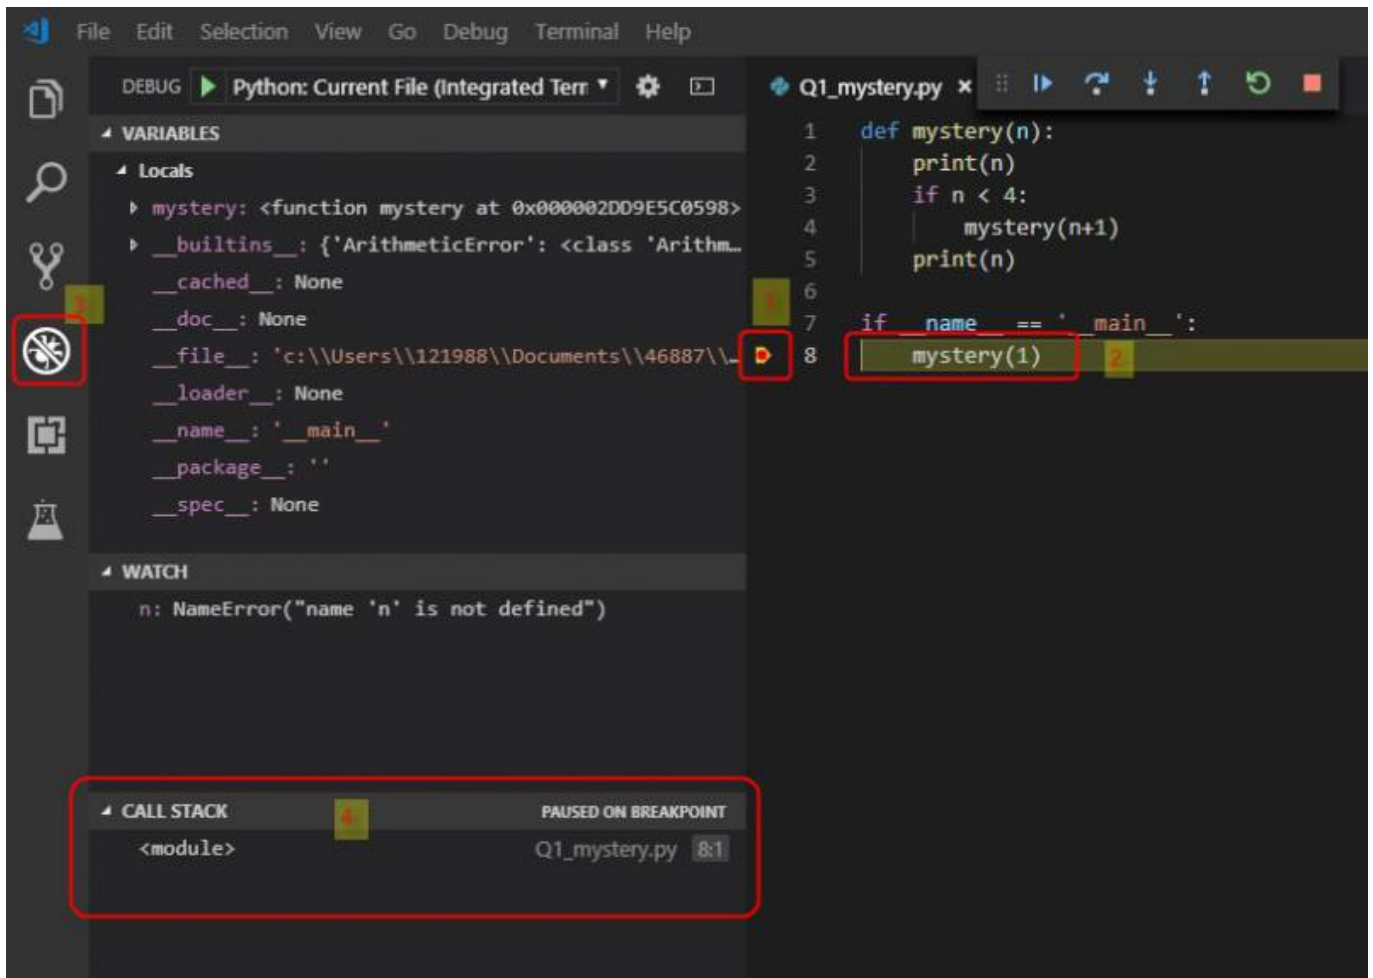 File Edit Selection View Go Debug Terminal Help
DEBUG Python: Current File (Integrated Terr
VARIABLES
Locals
mystery: <function mystery at 0x000002DD9E5C0598>
__builtins__: {'ArithmeticError': <class 'Arithm…
__cached__: None
__doc__: None
__file__: 'c:\\Users\\121988\\Documents\\46887\\…
__loader__: None
__name__: '__main__'
__package__: ''
__spec__: None
3
WATCH
n: NameError("name 'n' is not defined")
CALL STACK 4 PAUSED ON BREAKPOINT
<module> Q1_mystery.py 8:1
Q1_mystery.py ×
1 def mystery(n):
2 print(n)
3 if n < 4:
4 mystery(n+1)
5 print(n)
6
7 if __name__ == '__main__':
8 mystery(1) 2